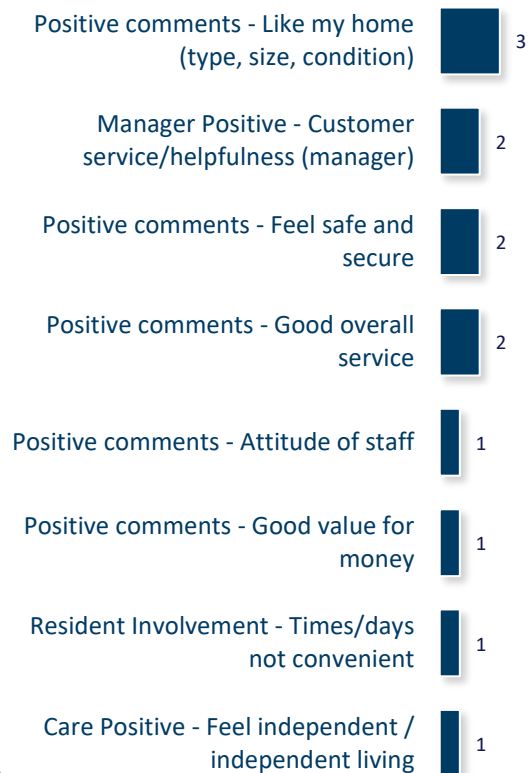 Positive comments - Like my home
(type, size, condition)
3
Manager Positive - Customer
service/helpfulness (manager)
2
Positive comments - Feel safe and
secure
2
Positive comments - Good overall
service
2
Positive comments - Attitude of staff
1
Positive comments - Good value for
money
1
Resident Involvement - Times/days
not convenient
1
Care Positive - Feel independent /
independent living
1